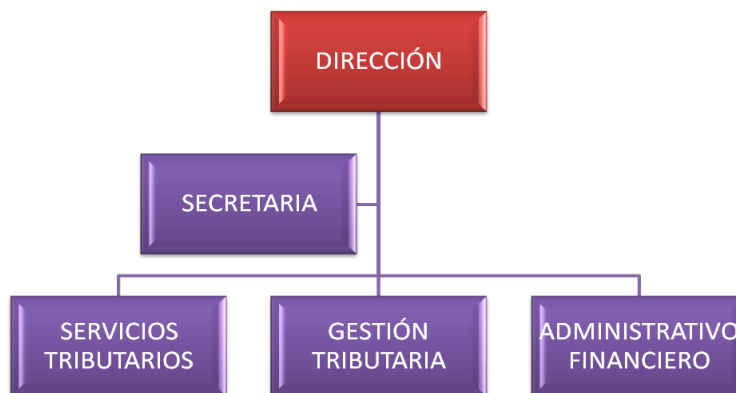 DIRECCIÓN
SECRETARIA
SERVICIOS
TRIBUTARIOS
GESTIÓN
TRIBUTARIA
ADMINISTRATIVO
FINANCIERO